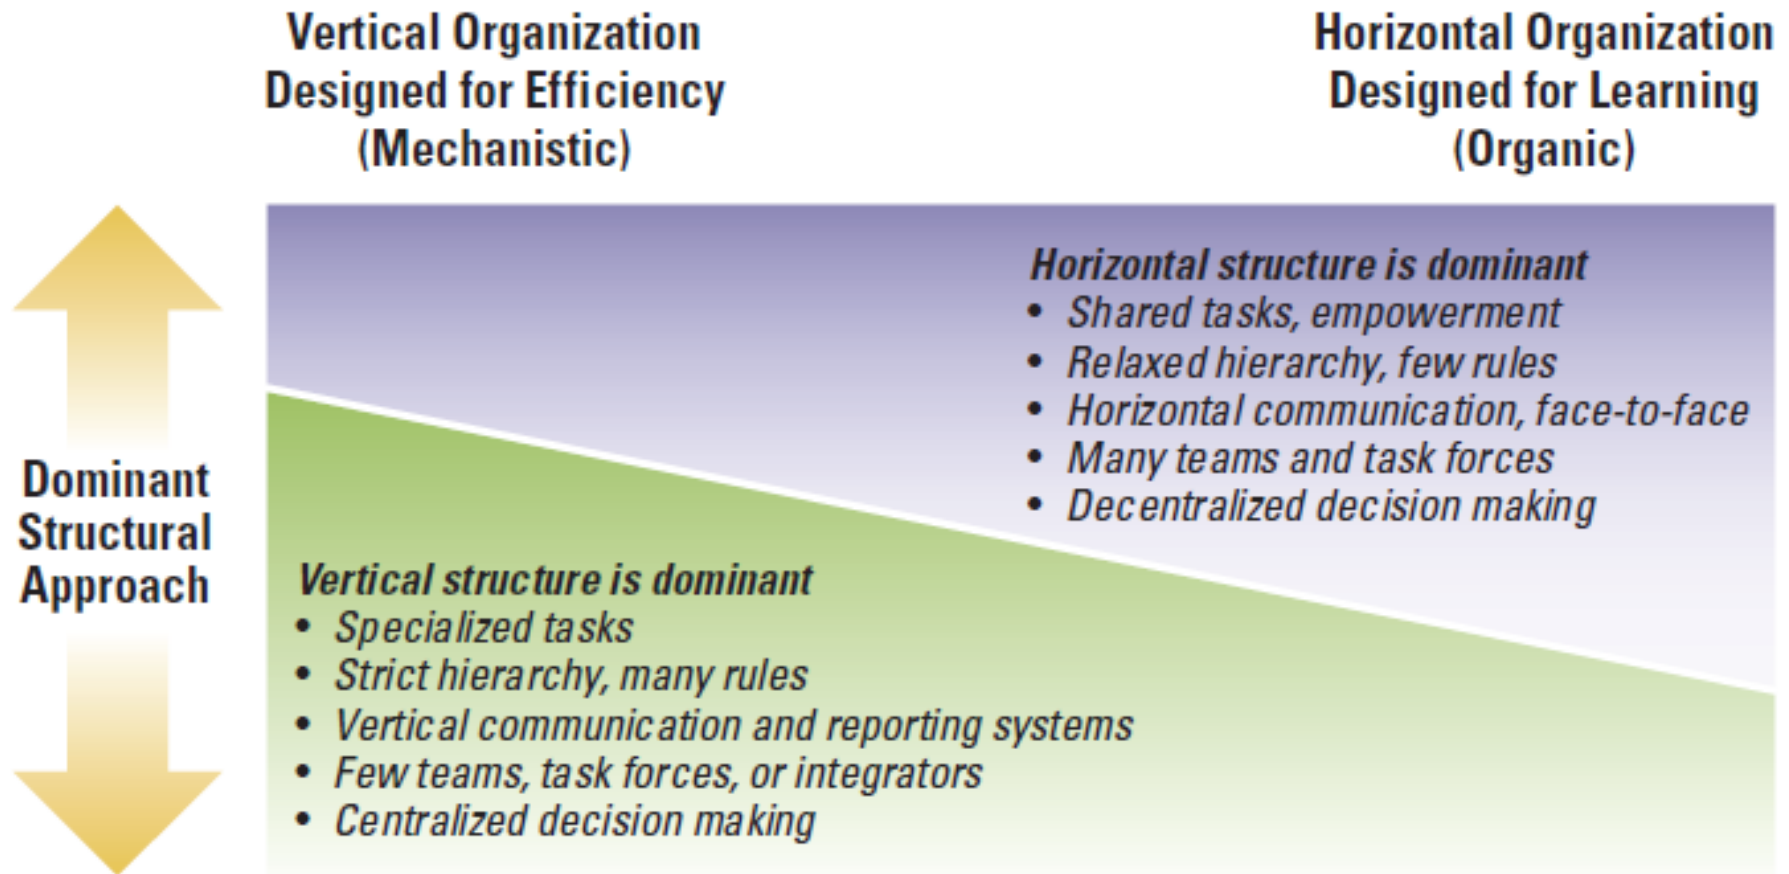 Vertical Organization
Designed for Efficiency
(Mechanistic)
Horizontal Organization
Designed for Learning
(Organic)
Dominant
Structural
Approach
Horizontal structure is dominant
• Shared tasks, empowerment
• Relaxed hierarchy, few rules
• Horizontal communication, face-to-face
• Many teams and task forces
• Decentralized decision making
Vertical structure is dominant
• Specialized tasks
• Strict hierarchy, many rules
• Vertical communication and reporting systems
• Few teams, task forces, or integrators
• Centralized decision making